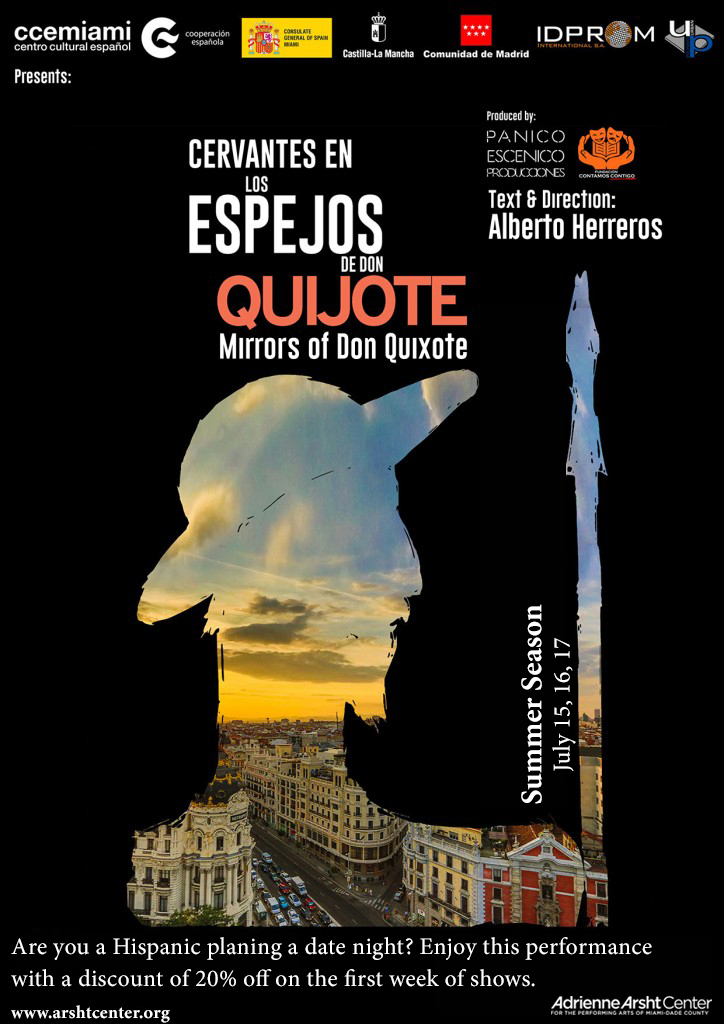 ccemiami
centro cultural español
cooperación
española
CONSULATE
GENERAL OF SPAIN
MIAMI
Castilla-La Mancha
Comunidad de Madrid
IDPROM
INTERNATIONAL S.A.
up
Presents:
Produced by:
PANICO
ESCENICO
PRODUCCIONES
FUNDACIÓN
CONTAMOS CONTIGO
Text & Direction:
Alberto Herreros
CERVANTES EN
LOS
ESPEJOS
DE DON
QUIJOTE
Mirrors of Don Quixote
Summer Season
July 15, 16, 17
Are you a Hispanic planing a date night? Enjoy this performance
with a discount of 20% off on the first week of shows.
www.arshtcenter.org
Adrienne Arsht Center
FOR THE PERFORMING ARTS OF MIAMI-DADE COUNTY